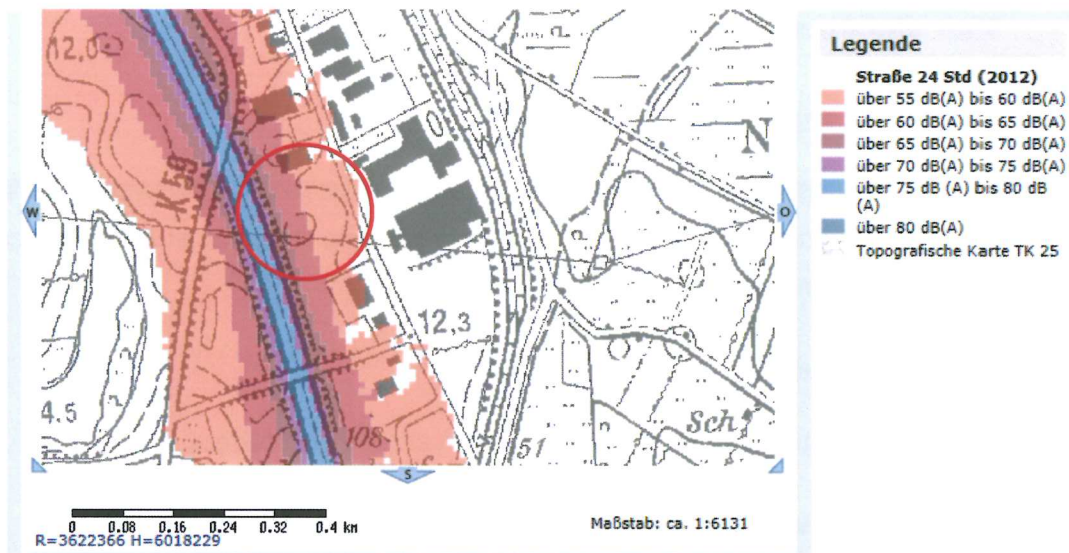 12,0
K 59
N
W
O
12,3
4.5
108
51
Sch
S
0 0.08 0.16 0.24 0.32 0.4 km
R=3622366 H=6018229
Maßstab: ca. 1:6131
Legende
Straße 24 Std (2012)
über 55 dB(A) bis 60 dB(A)
über 60 dB(A) bis 65 dB(A)
über 65 dB(A) bis 70 dB(A)
über 70 dB(A) bis 75 dB(A)
über 75 dB (A) bis 80 dB
(A)
über 80 dB(A)
Topografische Karte TK 25